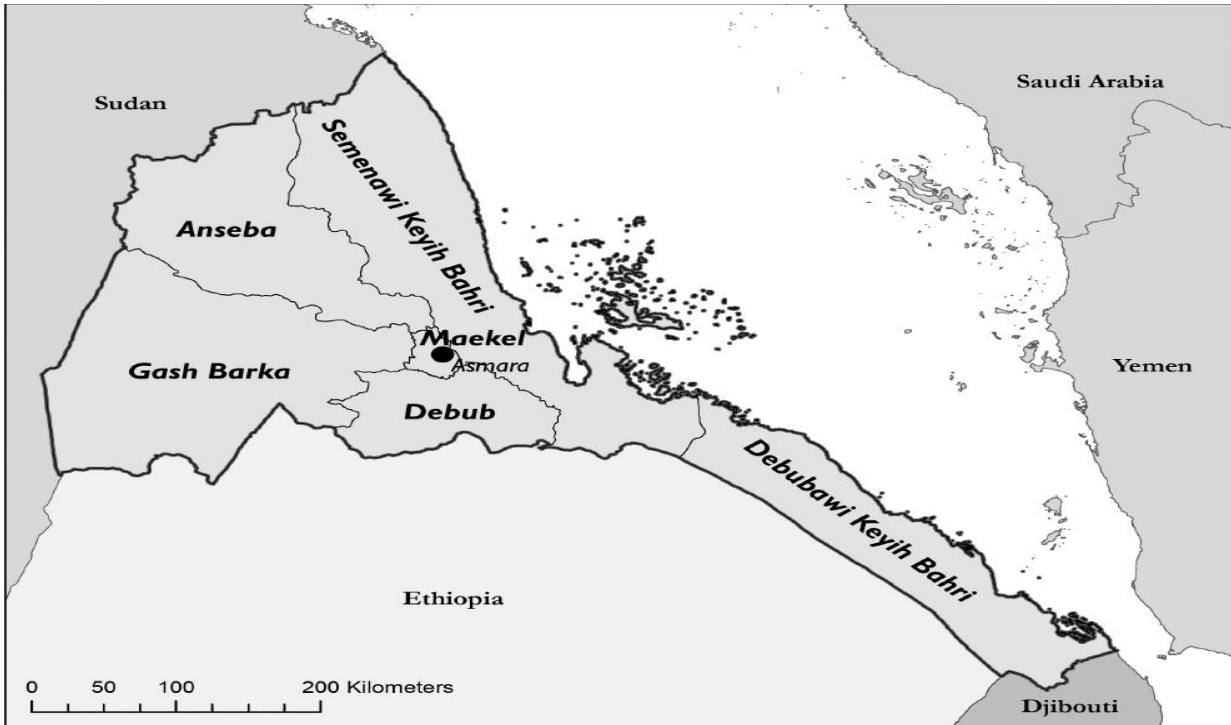 Saudi Arabia
Sudan
Semenawi Keyih Bahri
Anseba
Maekel
Asmara
Yemen
Gash Barka
Debub
Debubawi Keyih Bahri
Ethiopia
0 50 100 200 Kilometers
Djibouti